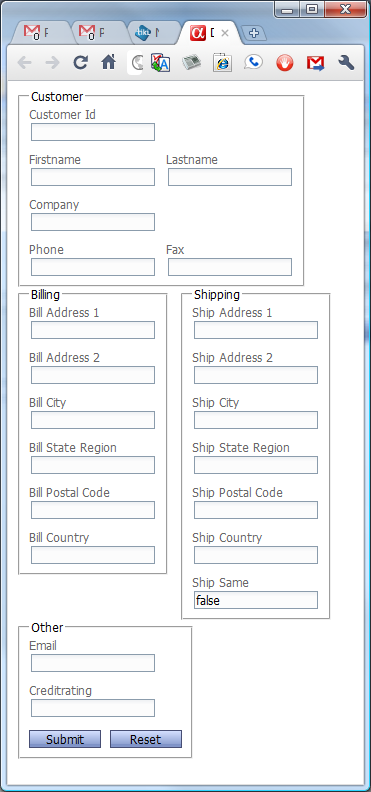 Customer
Customer Id
Firstname Lastname
Company
Phone Fax
Billing Shipping
Bill Address 1 Ship Address 1
Bill Address 2 Ship Address 2
Bill City Ship City
Bill State Region Ship State Region
Bill Postal Code Ship Postal Code
Bill Country Ship Country
Ship Same
false
Other
Email
Creditrating
Submit Reset